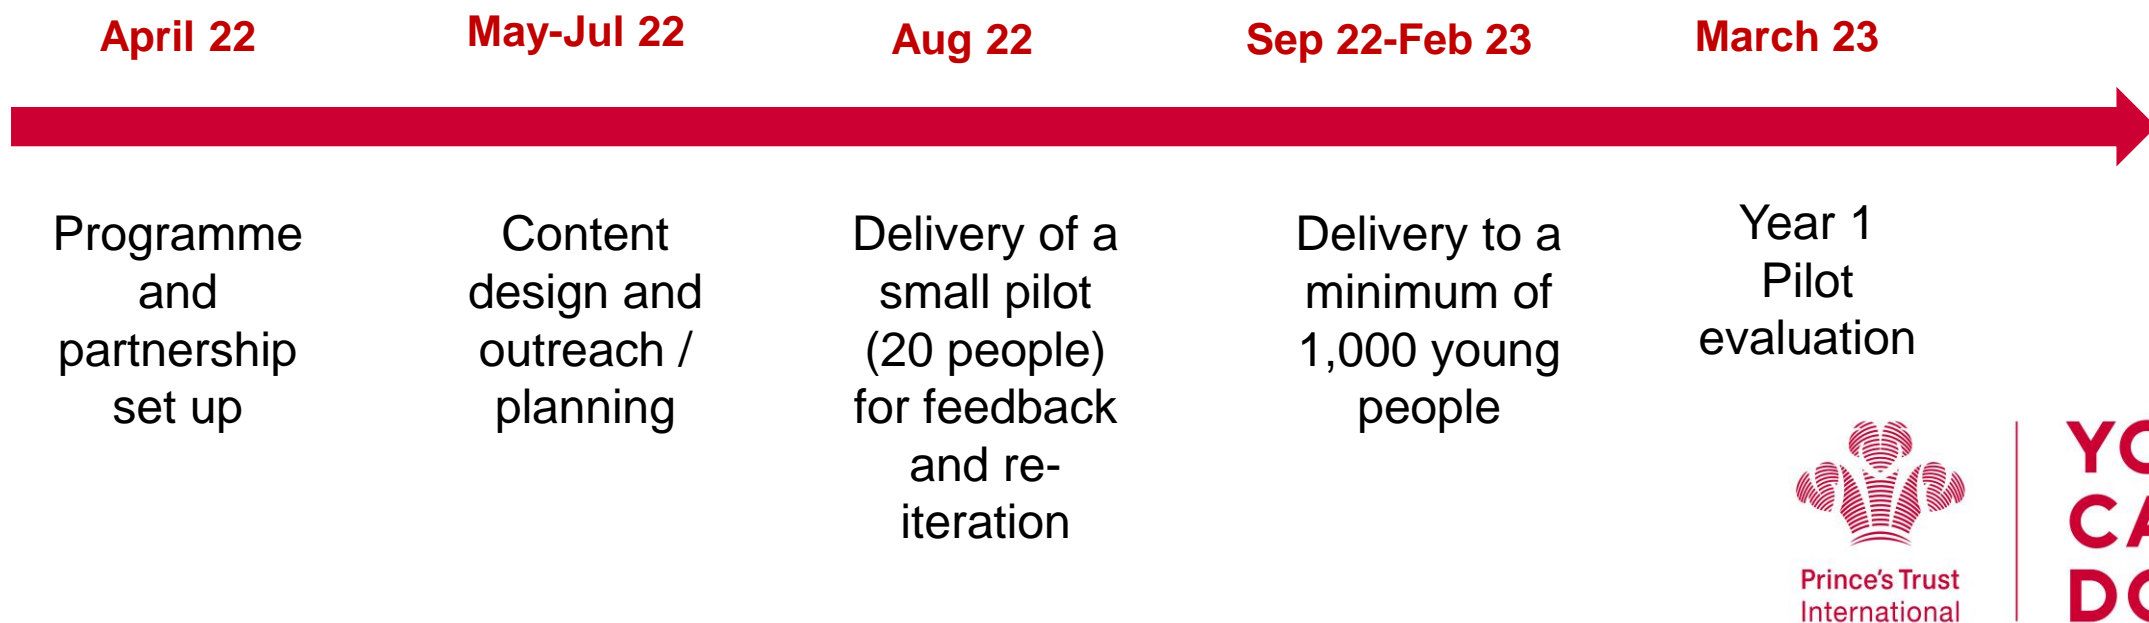 April 22
May-Jul 22
Aug 22
Sep 22-Feb 23
March 23
Programme
and
partnership
set up
Content
design and
outreach /
planning
Delivery of a
small pilot
(20 people)
for feedback
and re-
iteration
Delivery to a
minimum of
1,000 young
people
Year 1
Pilot
evaluation
Prince's Trust
International